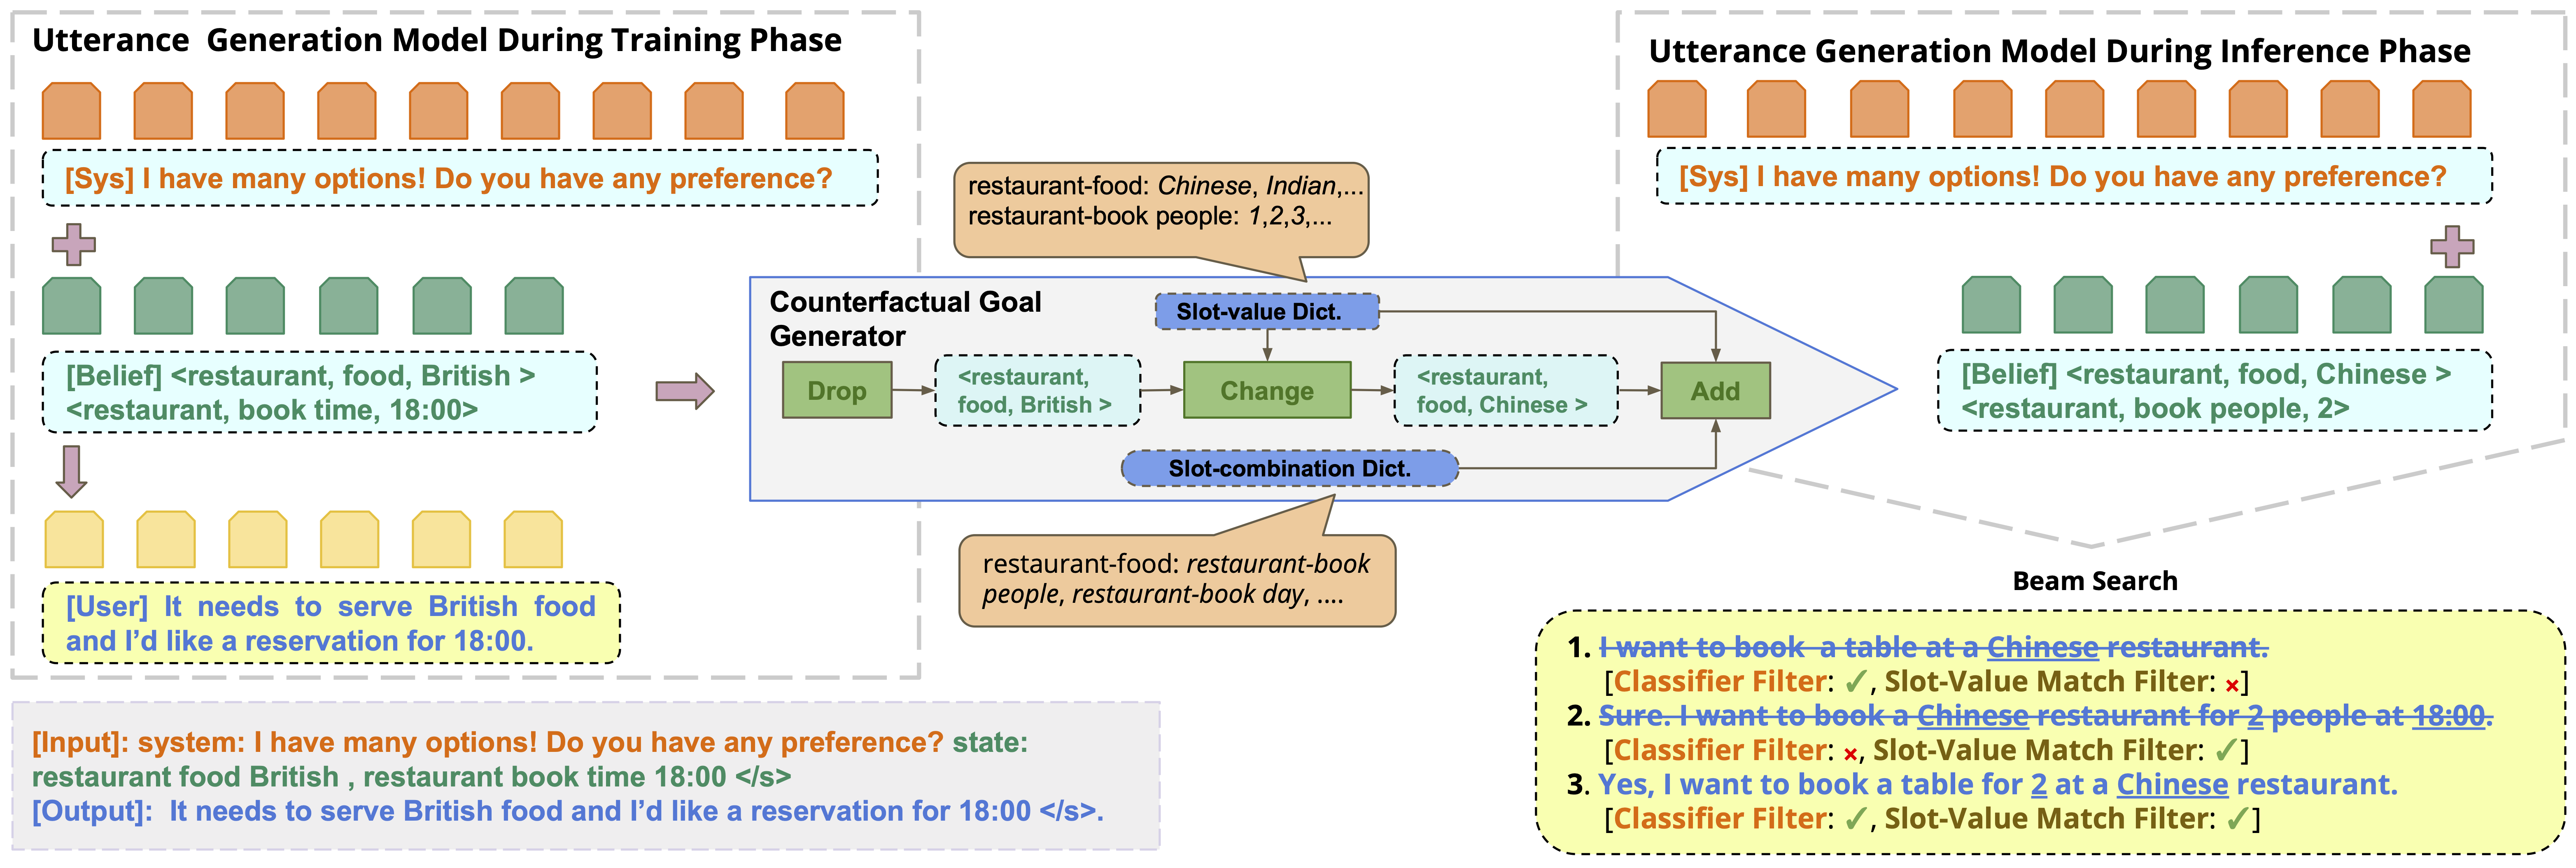 Utterance Generation Model During Training Phase
[Sys] I have many options! Do you have any preference?
[Belief] <restaurant, food, British >
<restaurant, book time, 18:00>
[User] It needs to serve British food
and I'd like a reservation for 18:00.
[Input]: system: I have many options! Do you have any preference? state:
restaurant food British , restaurant book time 18:00 </s>
[Output]: It needs to serve British food and I'd like a reservation for 18:00 </s>.
restaurant-food: Chinese, Indian,...
restaurant-book people: 1,2,3,...
Counterfactual Goal
Generator
Slot-value Dict.
Drop
<restaurant,
food, British >
Change
<restaurant,
food, Chinese >
Add
Slot-combination Dict.
restaurant-food: restaurant-book
people, restaurant-book day, ....
Utterance Generation Model During Inference Phase
[Sys] I have many options! Do you have any preference?
[Belief] <restaurant, food, Chinese >
<restaurant, book people, 2>
Beam Search
1. I want to book a table at a Chinese restaurant.
[Classifier Filter: ✓, Slot-Value Match Filter: ×]
2. Sure. I want to book a Chinese restaurant for 2 people at 18:00.
[Classifier Filter: ×, Slot-Value Match Filter: ✓]
3. Yes, I want to book a table for 2 at a Chinese restaurant.
[Classifier Filter: ✓, Slot-Value Match Filter: ✓]